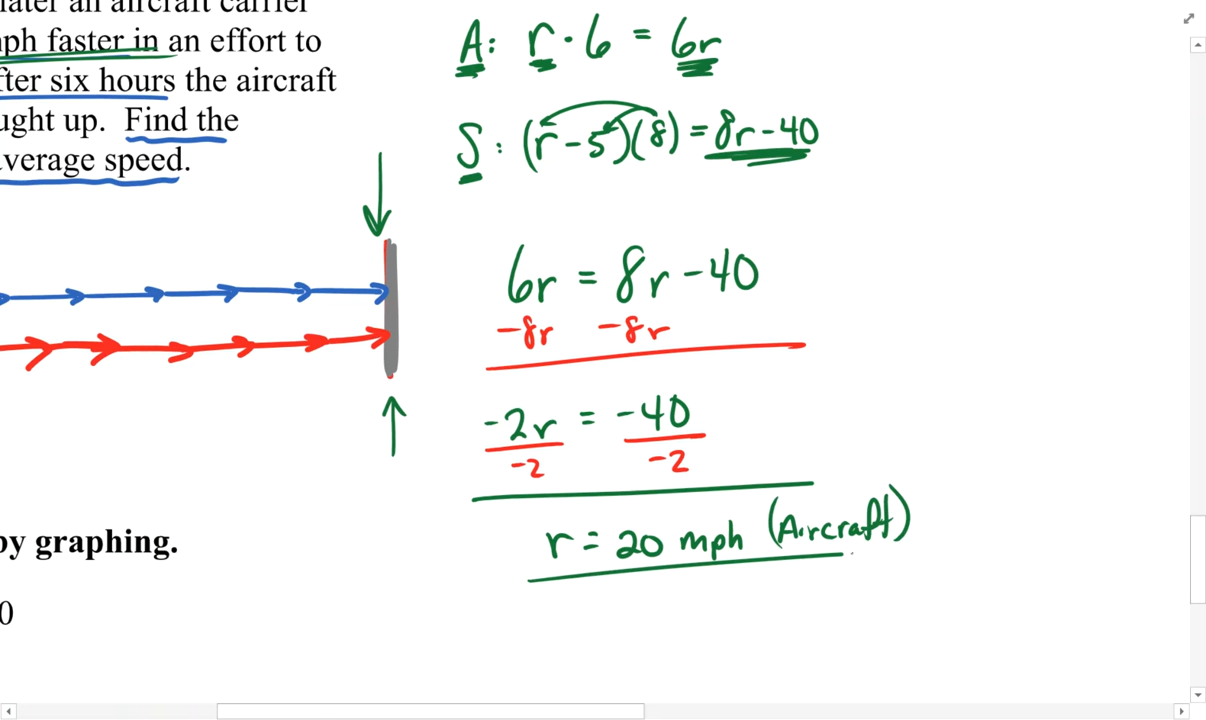 later an aircraft carrier
ph faster in an effort to
fter six hours the aircraft
ught up. Find the
verage speed.
A: r · 6 = 6r
S: (r - 5)(8) = 8r - 40
6r = 8r - 40
-8r -8r
-2r = -40
-2 -2
r = 20 mph (Aircraft)
by graphing.
0